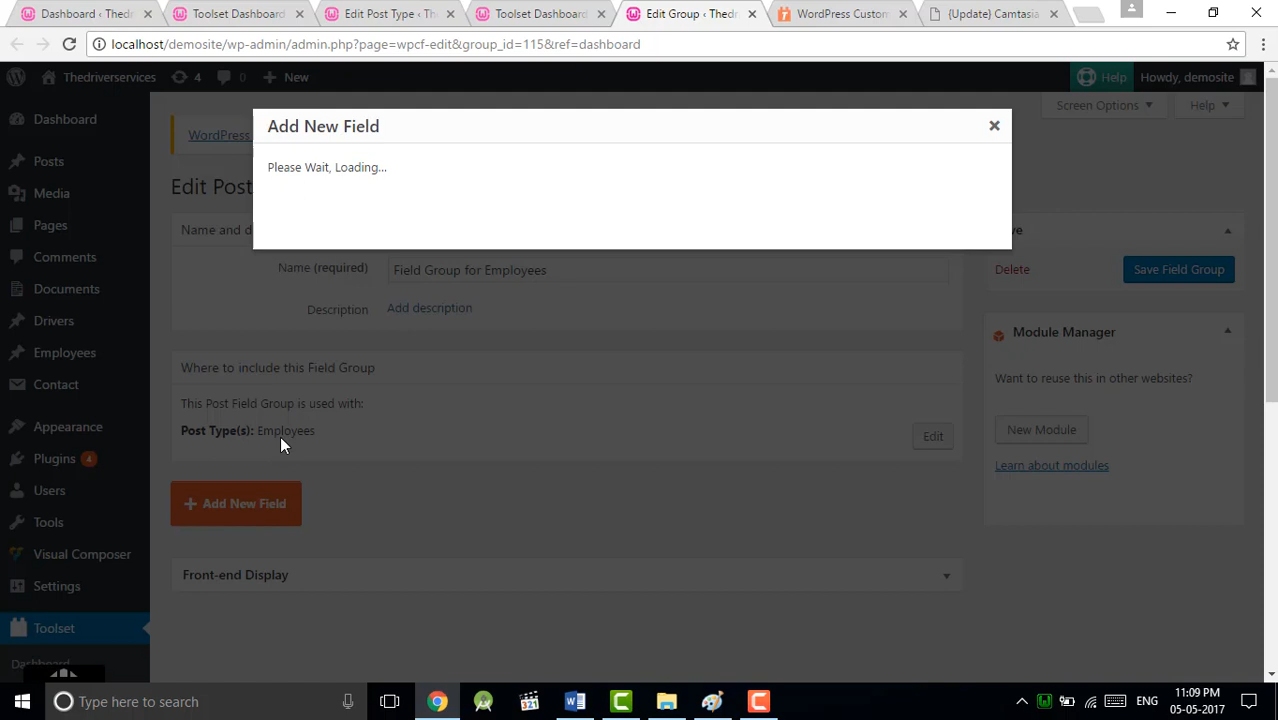 Dashboard ‹ Thedr
Toolset Dashboard
Edit Post Type ‹ The
Toolset Dashboard
Edit Group ‹ Thedr
WordPress Custom
{Update} Camtasia
localhost/demosite/wp-admin/admin.php?page=wpcf-edit&group_id=115&ref=dashboard
Thedriverservices
4
0
New
Help
Howdy, demosite
Screen Options
Help
Dashboard
Posts
Media
Pages
Comments
Documents
Drivers
Employees
Contact
Appearance
Plugins 4
Users
Tools
Visual Composer
Settings
Toolset
Dashboard
WordPress
Edit Post
Add New Field
Please Wait, Loading...
Name and d
Name (required)
Field Group for Employees
Description
Add description
Where to include this Field Group
This Post Field Group is used with:
Post Type(s): Employees
Edit
Add New Field
Front-end Display
Delete
Save Field Group
Module Manager
Want to reuse this in other websites?
New Module
Learn about modules
Type here to search
321
ENG
11:09 PM
05-05-2017